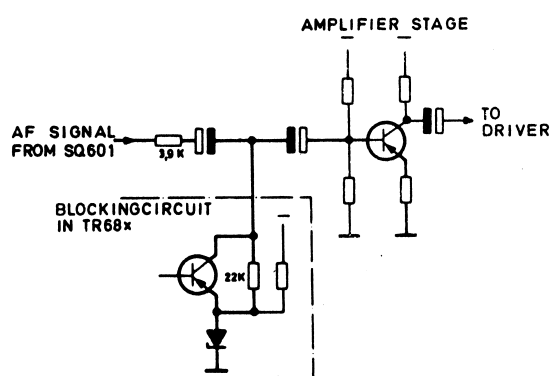 AMPLIFIER STAGE
AF SIGNAL
FROM SQ601
3,9 K
TO
DRIVER
BLOCKINGCIRCUIT
IN TR68x
22K